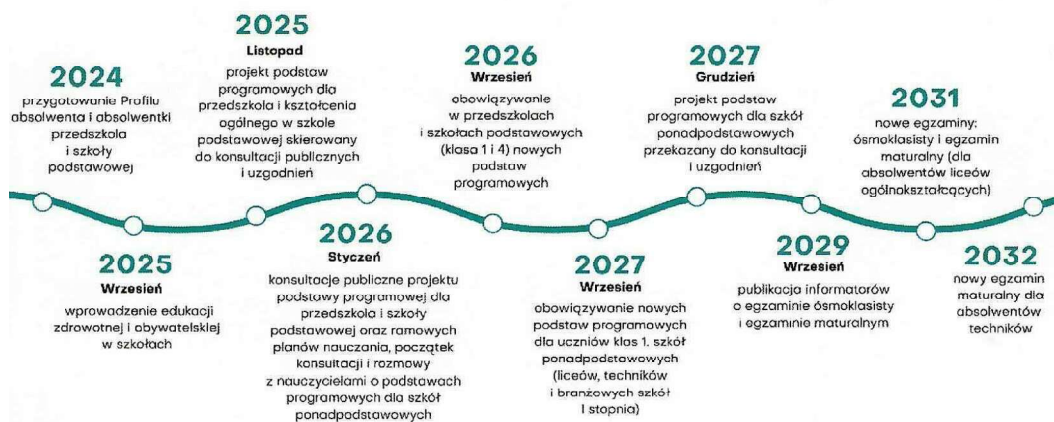 2024
przygotowanie Profilu
absolwenta i absolwentki
przedszkola
i szkoły
podstawowej
2025
Wrzesień
wprowadzenie edukacji
zdrowotnej i obywatelskiej
w szkołach
2025
Listopad
projekt podstaw
programowych dla
przedszkola i kształcenia
ogólnego w szkole
podstawowej skierowany
do konsultacji publicznych
i uzgodnień
2026
Styczeń
konsultacje publiczne projektu
podstawy programowej dla
przedszkola i szkoły
podstawowej oraz ramowych
planów nauczania, początek
konsultacji i rozmowy
z nauczycielami o podstawach
programowych dla szkół
ponadpodstawowych
2026
Wrzesień
obowiązywanie
w przedszkolach
i szkołach podstawowych
(klasa 1 i 4) nowych
podstaw
programowych
2027
Wrzesień
obowiązywanie nowych
podstaw programowych
dla uczniów klas 1. szkół
ponadpodstawowych
(liceów, techników
i branżowych szkół
I stopnia)
2027
Grudzień
projekt podstaw
programowych dla szkół
ponadpodstawowych
przekazany do konsultacji
i uzgodnień
2029
Wrzesień
publikacja informatorów
o egzaminie ósmoklasisty
i egzaminie maturalnym
2031
nowe egzaminy:
ósmoklasisty i egzamin
maturalny (dla
absolwentów liceów
ogólnokształcących)
2032
nowy egzamin
maturalny dla
absolwentów
techników